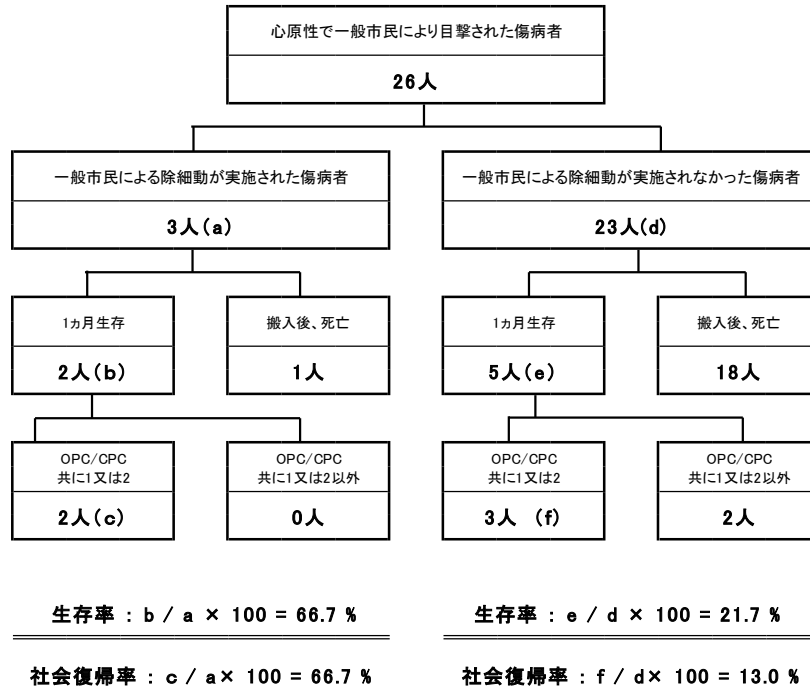 心原性で一般市民により目撃された傷病者
26人
一般市民による除細動が実施された傷病者
3人(a)
一般市民による除細動が実施されなかった傷病者
23人(d)
1ヵ月生存
2人(b)
搬入後、死亡
1人
1ヵ月生存
5人(e)
搬入後、死亡
18人
OPC/CPC
共に1又は2
2人(c)
OPC/CPC
共に1又は2以外
0人
OPC/CPC
共に1又は2
3人 (f)
OPC/CPC
共に1又は2以外
2人
生存率 : b / a × 100 = 66.7 %
社会復帰率 : c / a× 100 = 66.7 %
生存率 : e / d × 100 = 21.7 %
社会復帰率 : f / d× 100 = 13.0 %